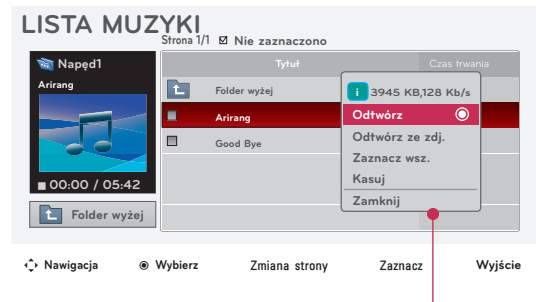 LISTA MUZYKI
Strona 1/1 Nie zaznaczono
Napęd1
Tytuł Czas trwania
Arirang
Folder wyżej
Arirang
Good Bye
i 3945 KB,128 Kb/s
Odtwórz
Odtwórz ze zdj.
Zaznacz wsz.
Kasuj
Zamknij
00:00 / 05:42
Folder wyżej
Nawigacja Wybierz Zmiana strony Zaznacz Wyjście